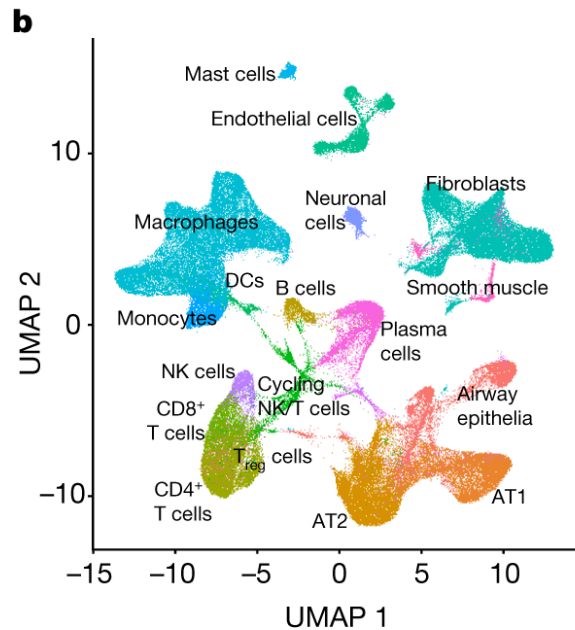 b
Mast cells
Endothelial cells
10
Neuronal
cells
Fibroblasts
Macrophages
DCs
B cells
Smooth muscle
Monocytes
0
Plasma
cells
UMAP 2
NK cells
Cycling
NK/T cells
Airway
epithelia
CD8+
T cells
Treg cells
CD4+
T cells
−10
AT1
AT2
−15
−10
−5
0
5
10
UMAP 1